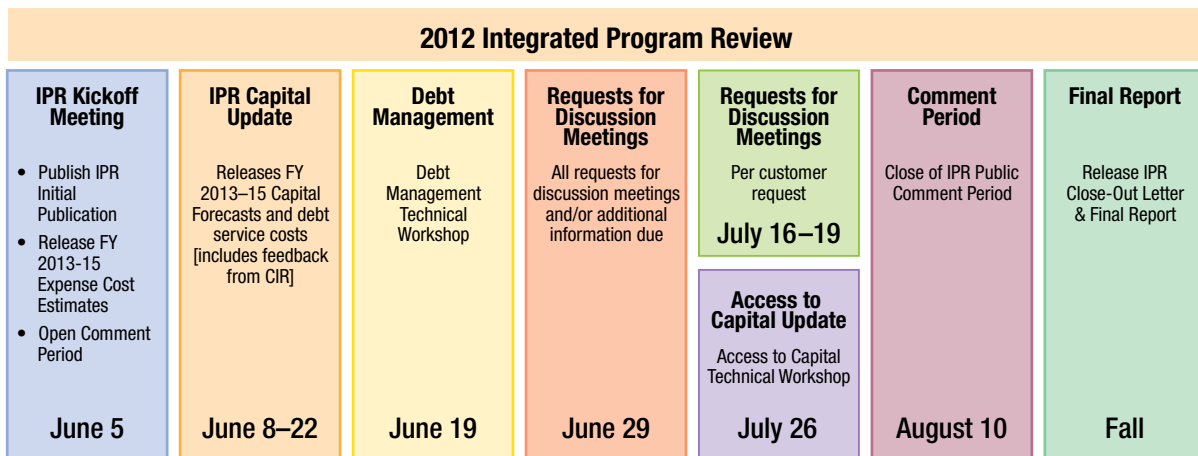 2012 Integrated Program Review
IPR Kickoff
Meeting
• Publish IPR
Initial
Publication
• Release FY
2013-15
Expense Cost
Estimates
• Open Comment
Period
June 5
IPR Capital
Update
Releases FY
2013–15 Capital
Forecasts and debt
service costs
[includes feedback
from CIR]
June 8–22
Debt
Management
Debt
Management
Technical
Workshop
June 19
Requests for
Discussion
Meetings
All requests for
discussion meetings
and/or additional
information due
June 29
Requests for
Discussion
Meetings
Per customer
request
July 16–19
Access to
Capital Update
Access to Capital
Technical Workshop
July 26
Comment
Period
Close of IPR Public
Comment Period
August 10
Final Report
Release IPR
Close-Out Letter
& Final Report
Fall